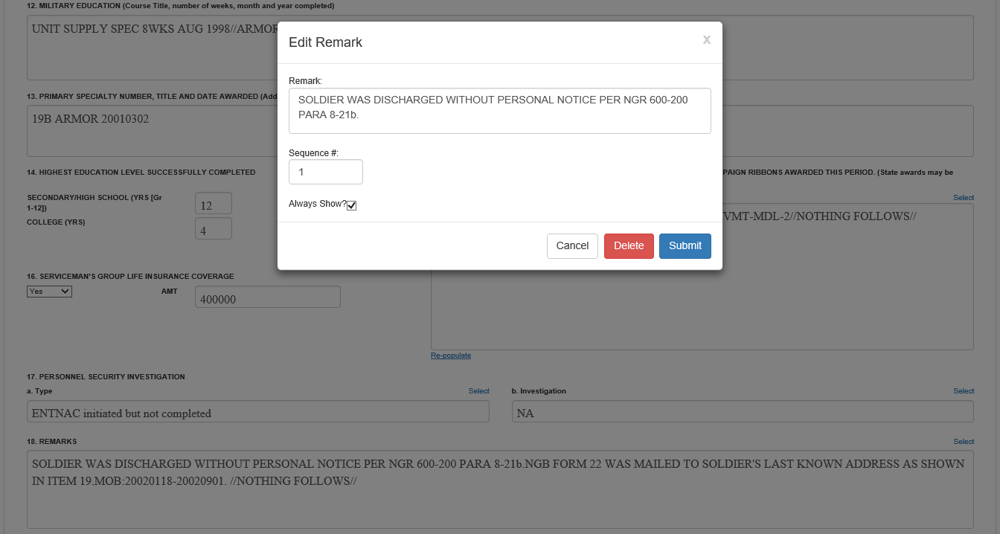 12. MILITARY EDUCATION (Course Title, number of weeks, month and year completed)
UNIT SUPPLY SPEC 8WKS AUG 1998//ARMOR
Edit Remark
X
Remark:
SOLDIER WAS DISCHARGED WITHOUT PERSONAL NOTICE PER NGR 600-200
PARA 8-21b.
Sequence #:
1
Always Show?
Cancel
Delete
Submit
13. PRIMARY SPECIALTY NUMBER, TITLE AND DATE AWARDED (Add
19B ARMOR 20010302
14. HIGHEST EDUCATION LEVEL SUCCESSFULLY COMPLETED
PAIGN RIBBONS AWARDED THIS PERIOD. (State awards may be
SECONDARY/HIGH SCHOOL (YRS [Gr
1-12])
12
COLLEGE (YRS)
4
Select
VMT-MDL-2//NOTHING FOLLOWS//
16. SERVICEMAN'S GROUP LIFE INSURANCE COVERAGE
Yes
AMT
400000
Re-populate
17. PERSONNEL SECURITY INVESTIGATION
a. Type
Select
b. Investigation
Select
ENTNAC initiated but not completed
NA
18. REMARKS
Select
SOLDIER WAS DISCHARGED WITHOUT PERSONAL NOTICE PER NGR 600-200 PARA 8-21b.NGB FORM 22 WAS MAILED TO SOLDIER'S LAST KNOWN ADDRESS AS SHOWN
IN ITEM 19.MOB:20020118-20020901. //NOTHING FOLLOWS//